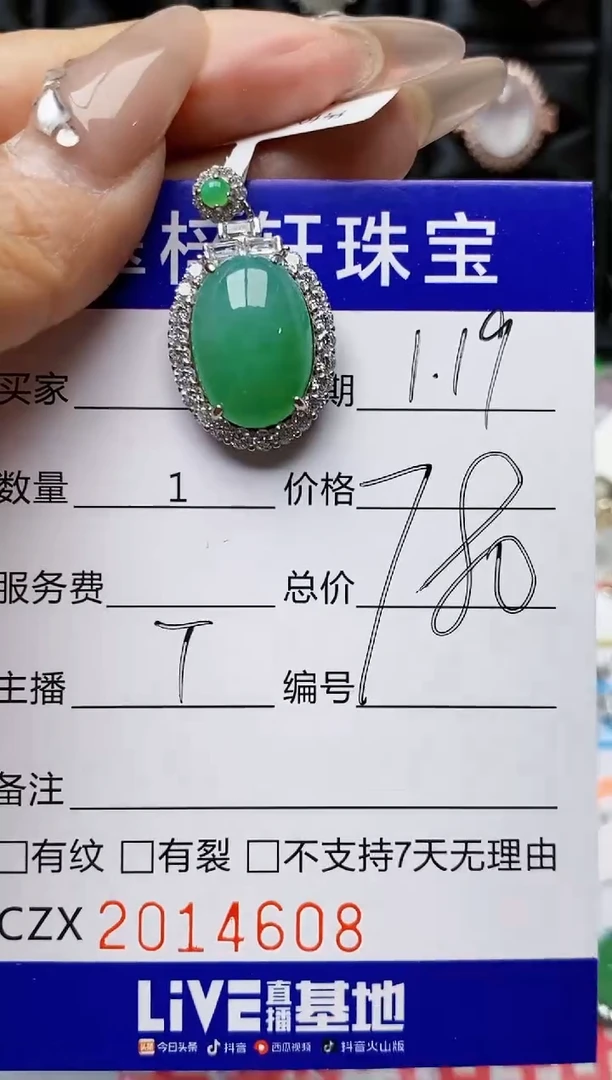 轩珠宝
买家 期 1.19
数量 1 价格 780
服务费 总价
主播 T 编号
备注
□有纹 □有裂 □不支持7天无理由
CZX 2014608
LiVE直播基地
头条 今日头条 抖音 西瓜视频 抖音火山版